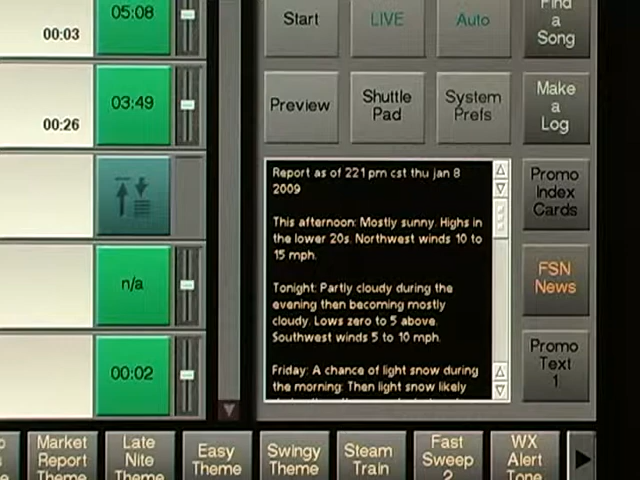 05:08
00:03
Start
LIVE
Auto
Find
a
Song
03:49
00:26
Preview
Shuttle
Pad
System
Prefs
Make
a
Log
Report as of 221 pm cst thu jan 8
2009
This afternoon: Mostly sunny. Highs in
the lower 20s. Northwest winds 10 to
15 mph.
Tonight: Partly cloudy during the
evening then becoming mostly
cloudy. Lows zero to 5 above.
Southwest winds 5 to 10 mph.
Friday: A chance of light snow during
the morning: Then light snow likely
Promo
Index
Cards
n/a
FSN
News
00:02
Promo
Text
1
Market
Report
Theme
Late
Nite
Theme
Easy
Theme
Swingy
Theme
Steam
Train
Fast
Sweep
2
WX
Alert
Tone